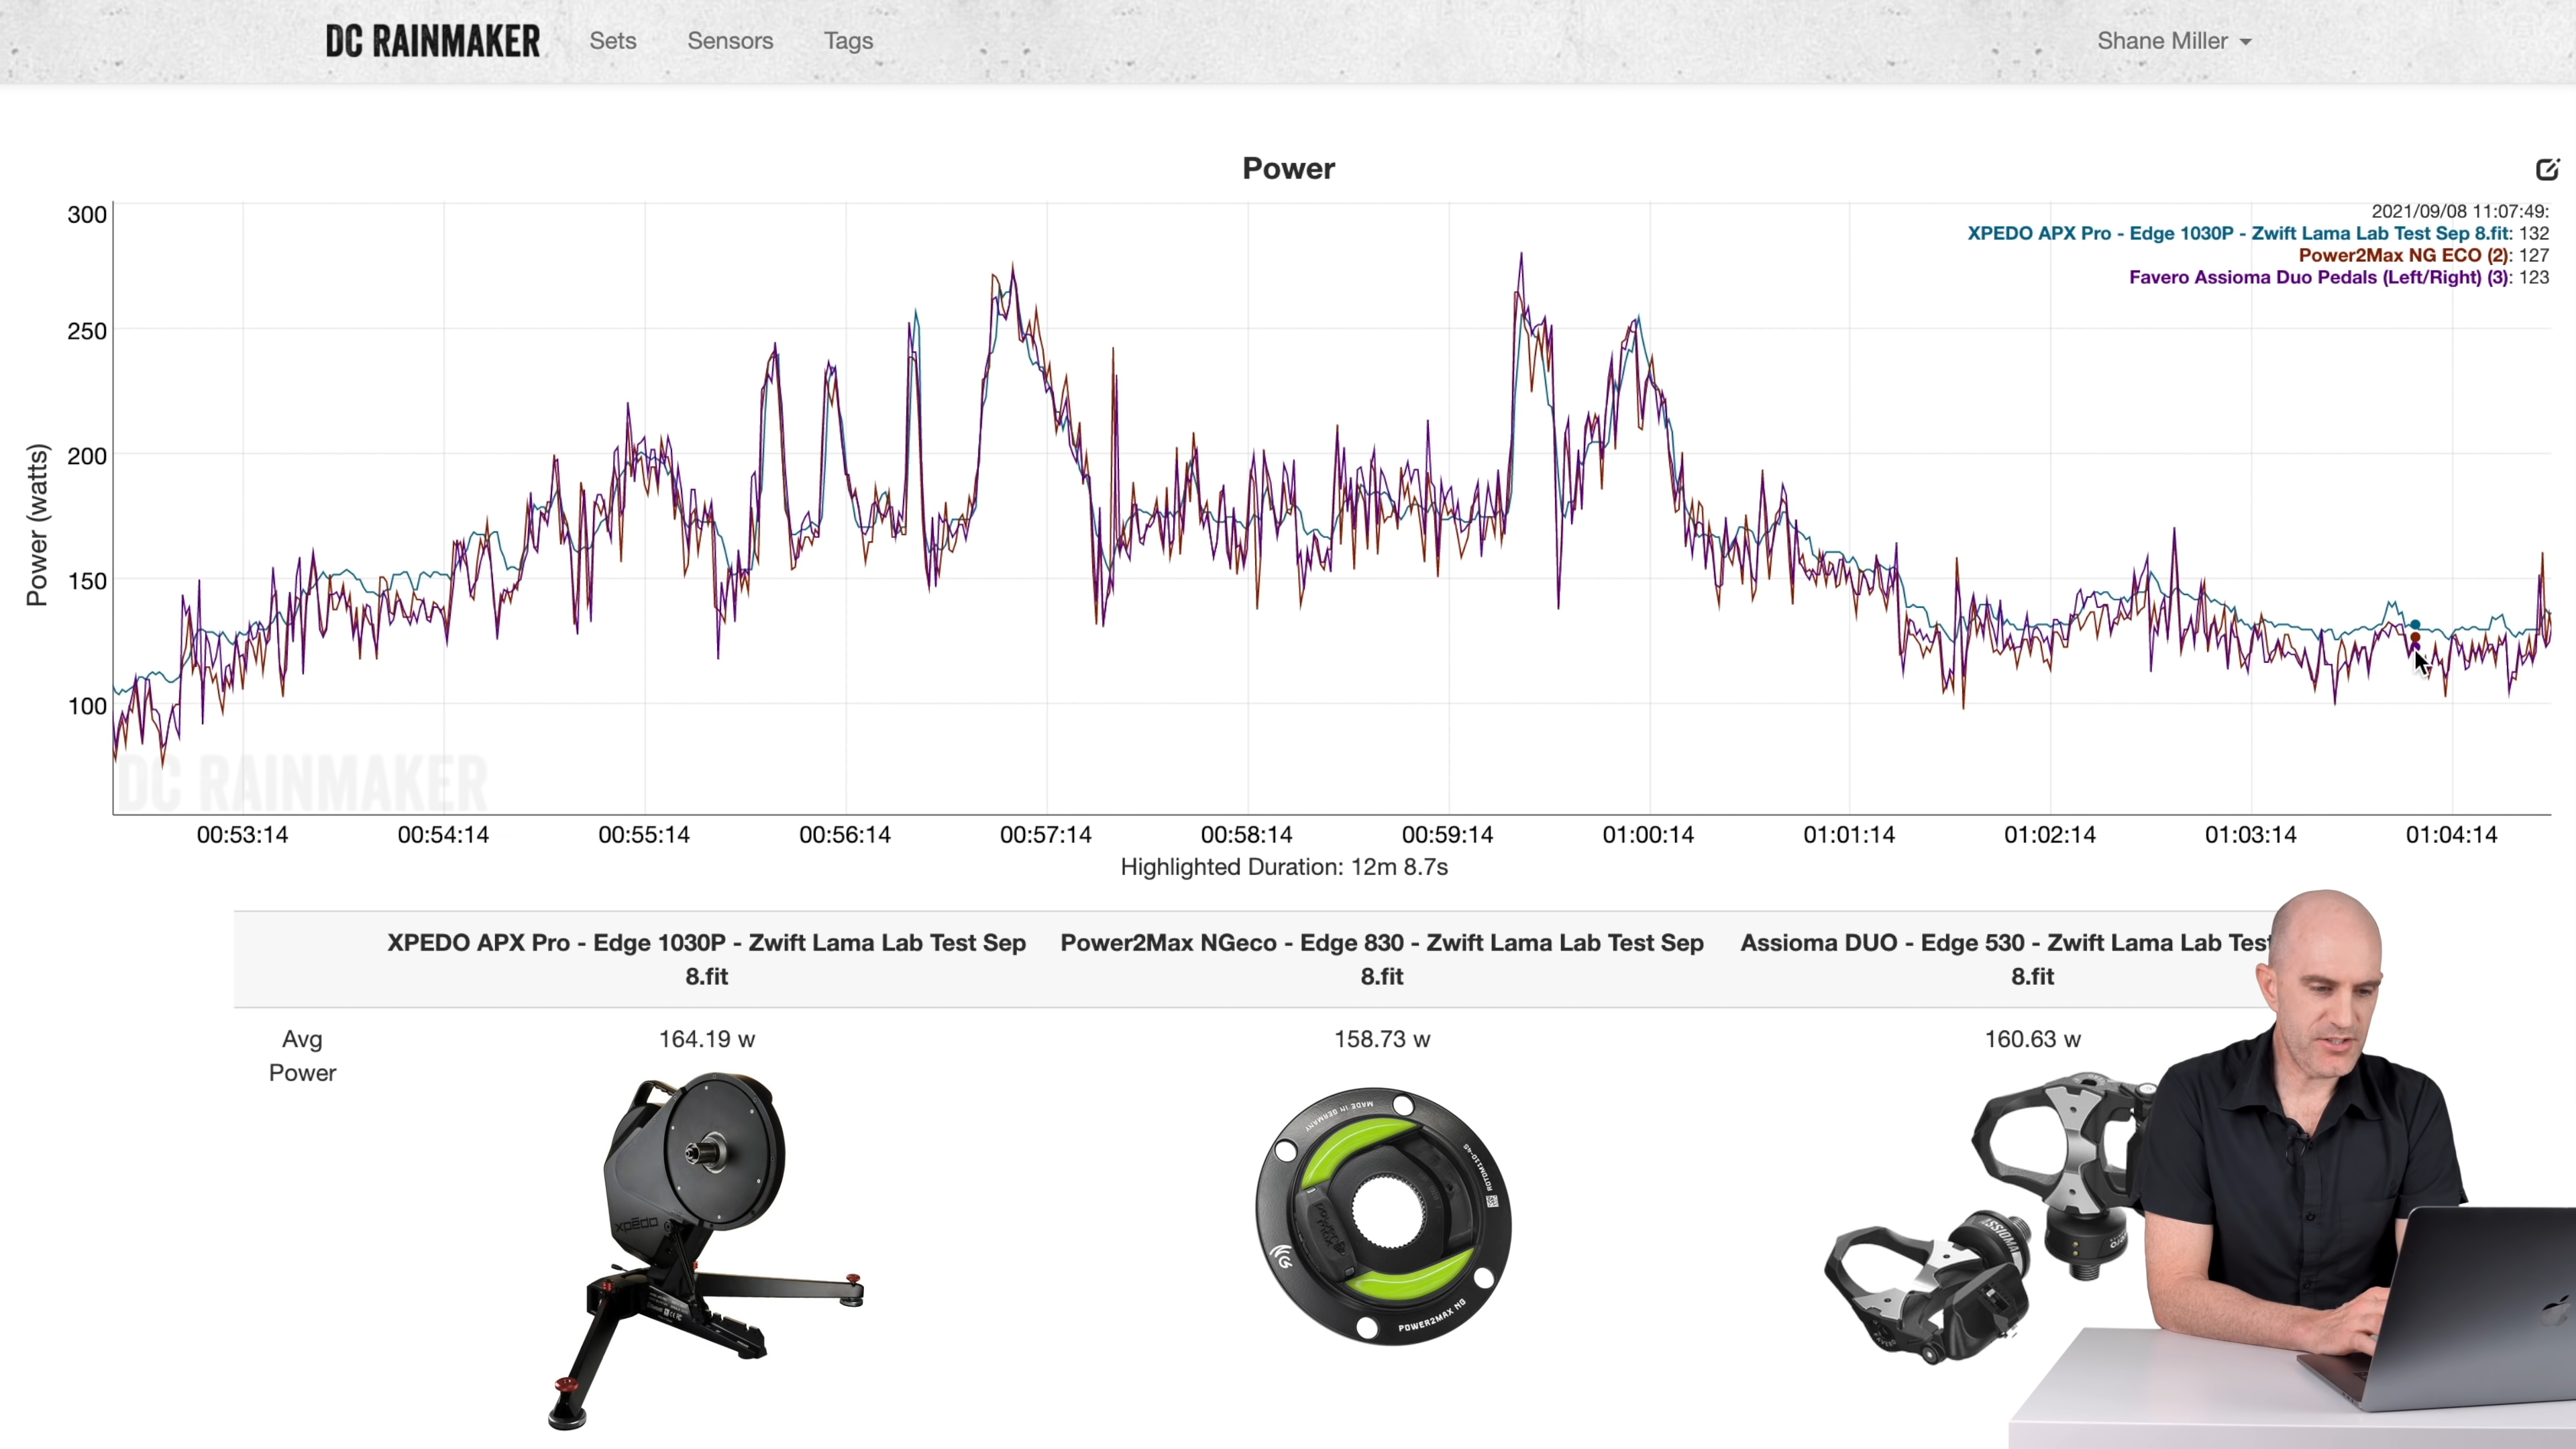 DC RAINMAKER Sets Sensors Tags Shane Miller
Power
2021/09/08 11:07:49:
XPEDO APX Pro - Edge 1030P - Zwift Lama Lab Test Sep 8.fit: 132
Power2Max NG ECO (2): 127
Favero Assioma Duo Pedals (Left/Right) (3): 123
300
250
200
150
100
Power (watts)
DC RAINMAKER
00:53:14 00:54:14 00:55:14 00:56:14 00:57:14 00:58:14 00:59:14 01:00:14 01:01:14 01:02:14 01:03:14 01:04:14
Highlighted Duration: 12m 8.7s
XPEDO APX Pro - Edge 1030P - Zwift Lama Lab Test Sep
8.fit
Power2Max NGeco - Edge 830 - Zwift Lama Lab Test Sep
8.fit
Assioma DUO - Edge 530 - Zwift Lama Lab Test
8.fit
Avg
Power
164.19 w
158.73 w
160.63 w
xpedo
MADE IN GERMANY
ROTOR110-4S
POWER2MAX NG
NG
ASSIOMA